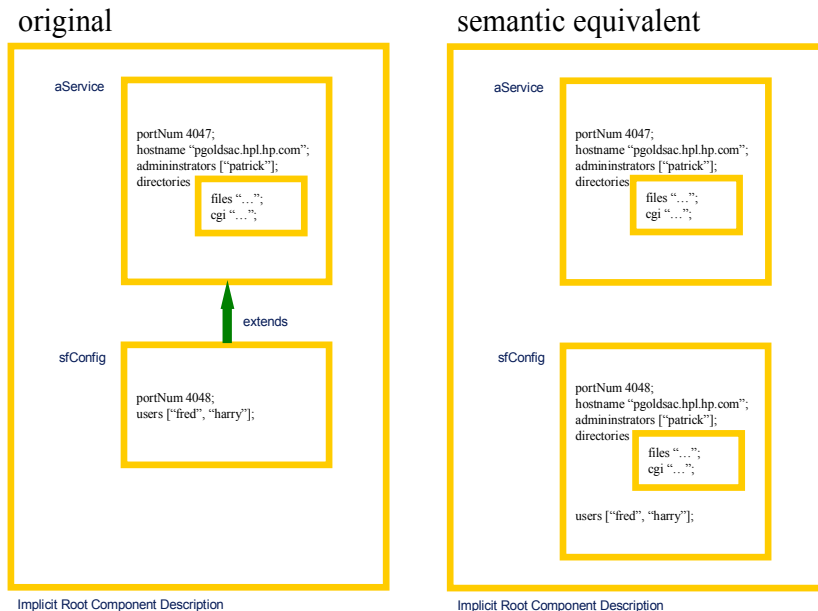 original
aService
portNum 4047;
hostname “pgoldsac.hpl.hp.com”;
admininstrators [“patrick”];
directories
files “…”;
cgi “…”;
extends
sfConfig
portNum 4048;
users [“fred”, “harry”];
Implicit Root Component Description
semantic equivalent
aService
portNum 4047;
hostname “pgoldsac.hpl.hp.com”;
admininstrators [“patrick”];
directories
files “…”;
cgi “…”;
sfConfig
portNum 4048;
hostname “pgoldsac.hpl.hp.com”;
admininstrators [“patrick”];
directories
files “…”;
cgi “…”;
users [“fred”, “harry”];
Implicit Root Component Description